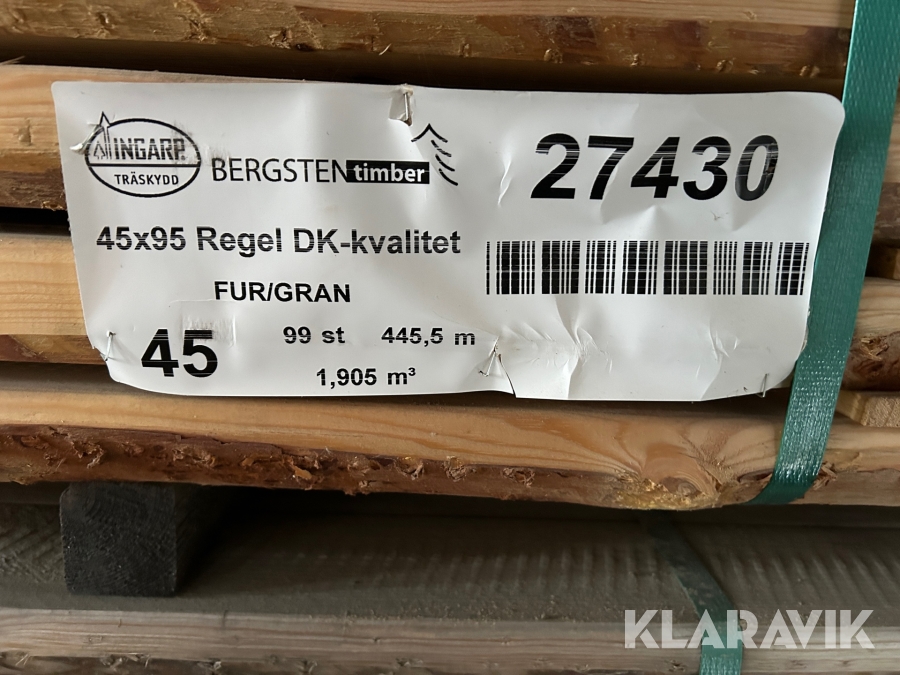 INGARP
TRÄSKYDD
BERGSTEN timber
27430
45x95 Regel DK-kvalitet
FUR/GRAN
45
99 st 445,5 m
1,905 m³
KLARAVIK